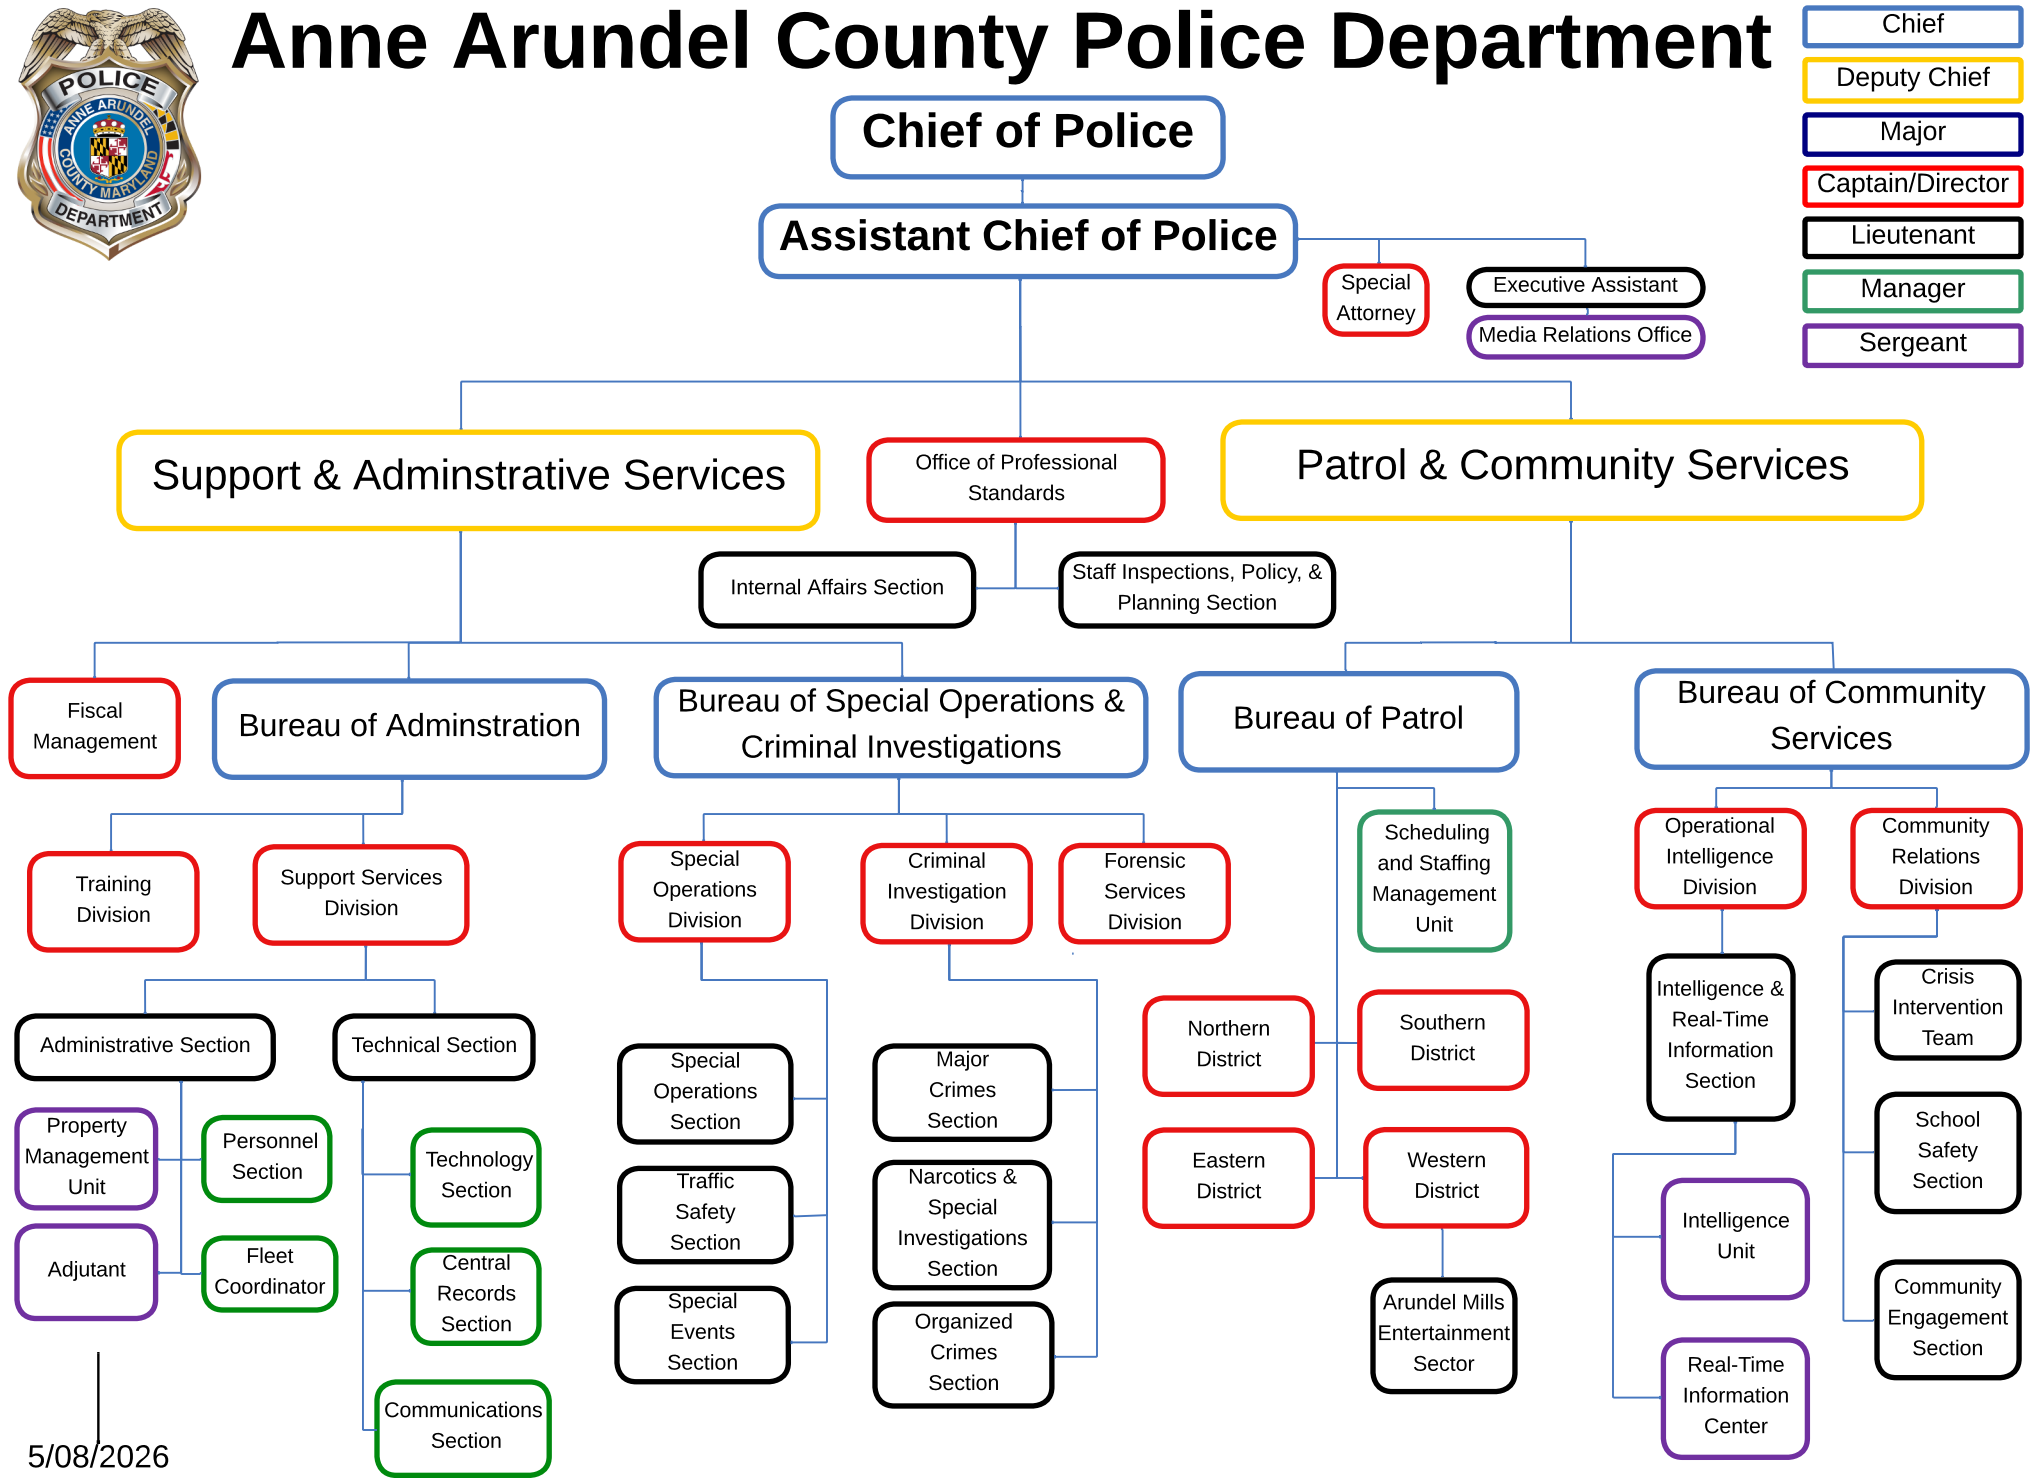 Anne Arundel County Police Department
POLICE
ANNE ARUNDEL
COUNTY MARYLAND
DEPARTMENT
Chief
Deputy Chief
Major
Captain/Director
Lieutenant
Manager
Sergeant
Chief of Police
Assistant Chief of Police
Special
Attorney
Executive Assistant
Media Relations Office
Support & Adminstrative Services
Office of Professional
Standards
Patrol & Community Services
Internal Affairs Section
Staff Inspections, Policy, &
Planning Section
Fiscal
Management
Bureau of Adminstration
Bureau of Special Operations &
Criminal Investigations
Bureau of Patrol
Bureau of Community
Services
Training
Division
Support Services
Division
Special
Operations
Division
Criminal
Investigation
Division
Forensic
Services
Division
Scheduling
and Staffing
Management
Unit
Operational
Intelligence
Division
Community
Relations
Division
Administrative Section
Technical Section
Property
Management
Unit
Personnel
Section
Adjutant
Fleet
Coordinator
Technology
Section
Central
Records
Section
Communications
Section
Special
Operations
Section
Traffic
Safety
Section
Special
Events
Section
Major
Crimes
Section
Narcotics &
Special
Investigations
Section
Organized
Crimes
Section
Northern
District
Southern
District
Eastern
District
Western
District
Arundel Mills
Entertainment
Sector
Intelligence &
Real-Time
Information
Section
Intelligence
Unit
Real-Time
Information
Center
Crisis
Intervention
Team
School
Safety
Section
Community
Engagement
Section
5/08/2026